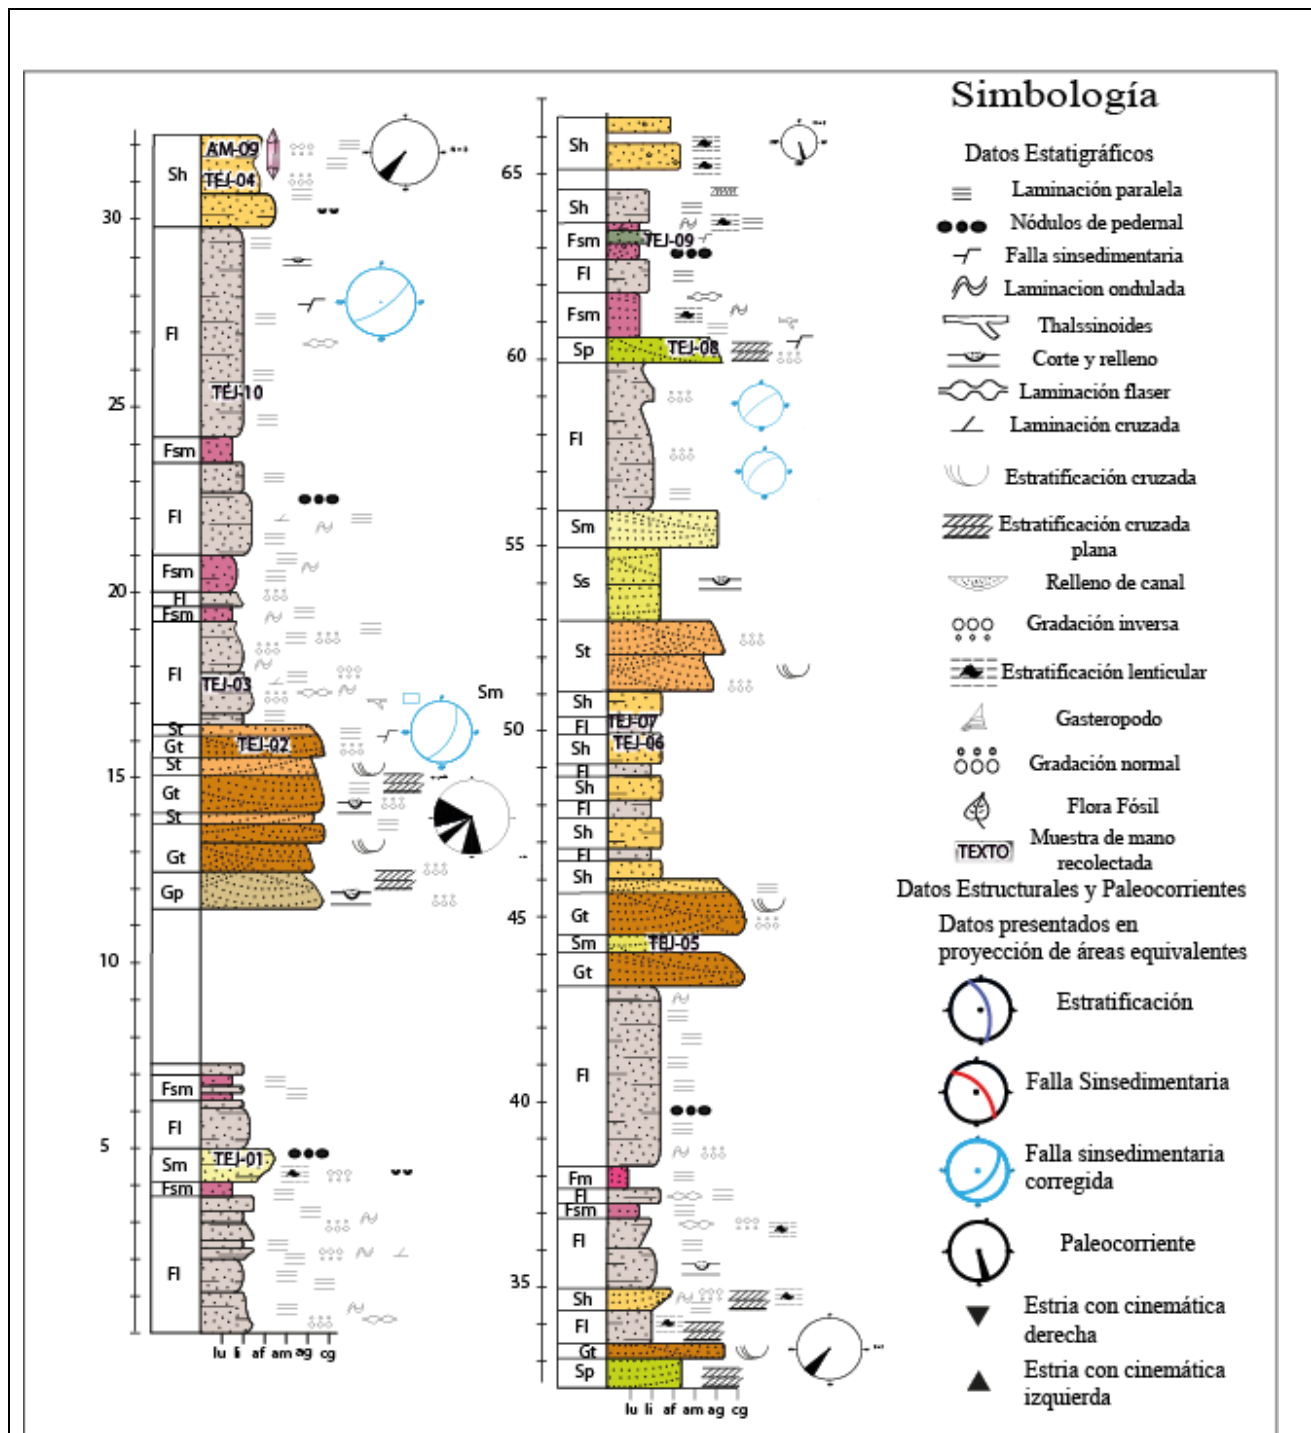 Sh
AM-09
TEJ-04
30
Fl
25
TEJ-10
Fsm
Fl
Fsm
20
Fl
Fsm
Fl
TEJ-03
St
Gt
TEJ-02
St
15
Gt
St
Gt
Gp
10
Fsm
Fl
5
Sm
TEJ-01
Fsm
Fl
lu li af am ag cg
Sm
Sh
65
Sh
Fsm
TEJ-09
Fl
Fsm
60
Sp
TEJ-08
Fl
Sm
55
Ss
St
Sh
50
Fl
TEJ-07
Sh
TEJ-06
Fl
Sh
Fl
Sh
Fl
Sh
45
Gt
Sm
TEJ-05
Gt
Fl
40
Fm
Fl
Fsm
Fl
35
Sh
Fl
Gt
Sp
lu li af am ag cg
Simbología
Datos Estatigráficos
Laminación paralela
Nódulos de pedernal
Falla sinsedimentaria
Laminacion ondulada
Thalssinoides
Corte y relleno
Laminación flaser
Laminación cruzada
Estratificación cruzada
Estratificación cruzada
plana
Relleno de canal
Gradación inversa
Estratificación lenticular
Gasteropodo
Gradación normal
Flora Fósil
TEXTO
Muestra de mano
recolectada
Datos Estructurales y Paleocorrientes
Datos presentados en
proyección de áreas equivalentes
Estratificación
Falla Sinsedimentaria
Falla sinsedimentaria
corregida
Paleocorriente
Estria con cinemática
derecha
Estria con cinemática
izquierda